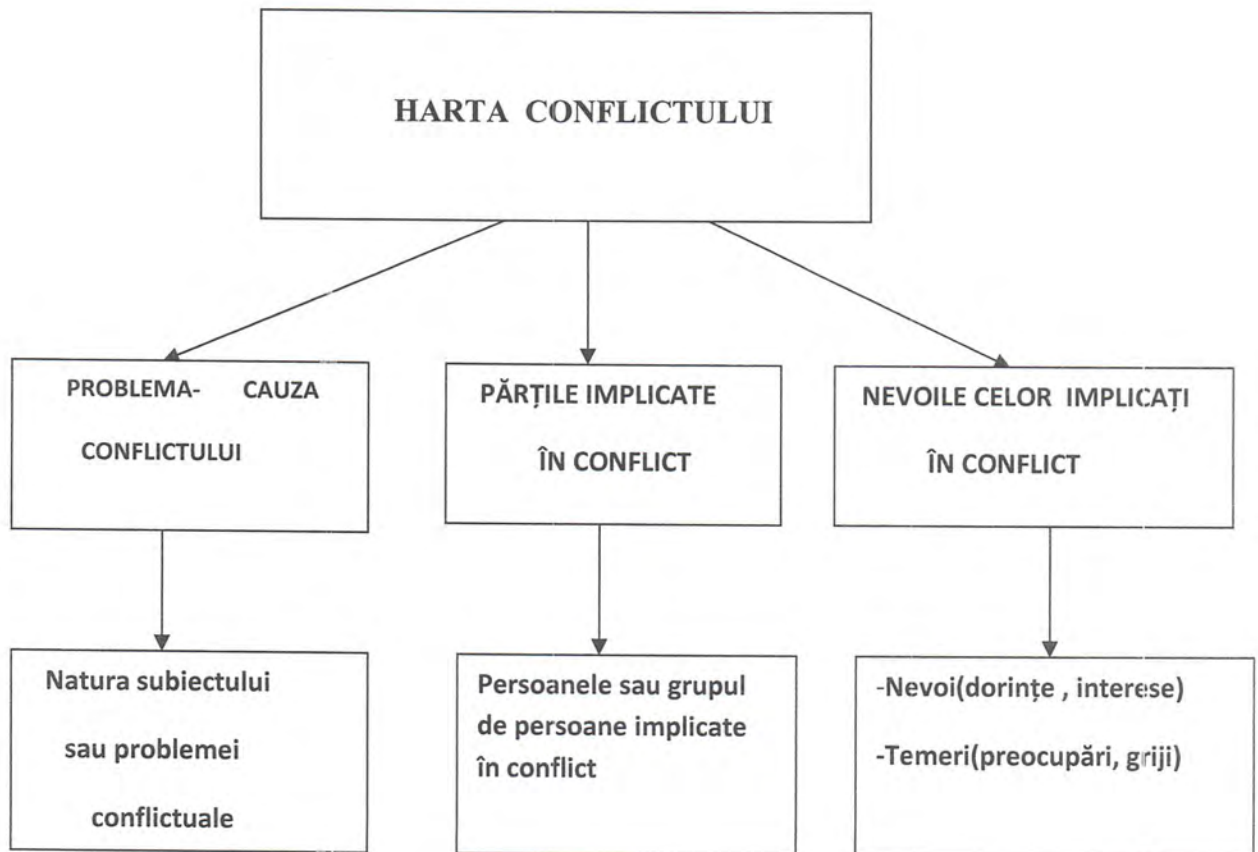 HARTA CONFLICTULUI
PROBLEMA- CAUZA
CONFLICTULUI
PĂRȚILE IMPLICATE
ÎN CONFLICT
NEVOILE CELOR IMPLICAȚI
ÎN CONFLICT
Natura subiectului
sau problemei
conflictuale
Persoanele sau grupul
de persoane implicate
în conflict
-Nevoi(dorințe , interese)
-Temeri(preocupări, griji)